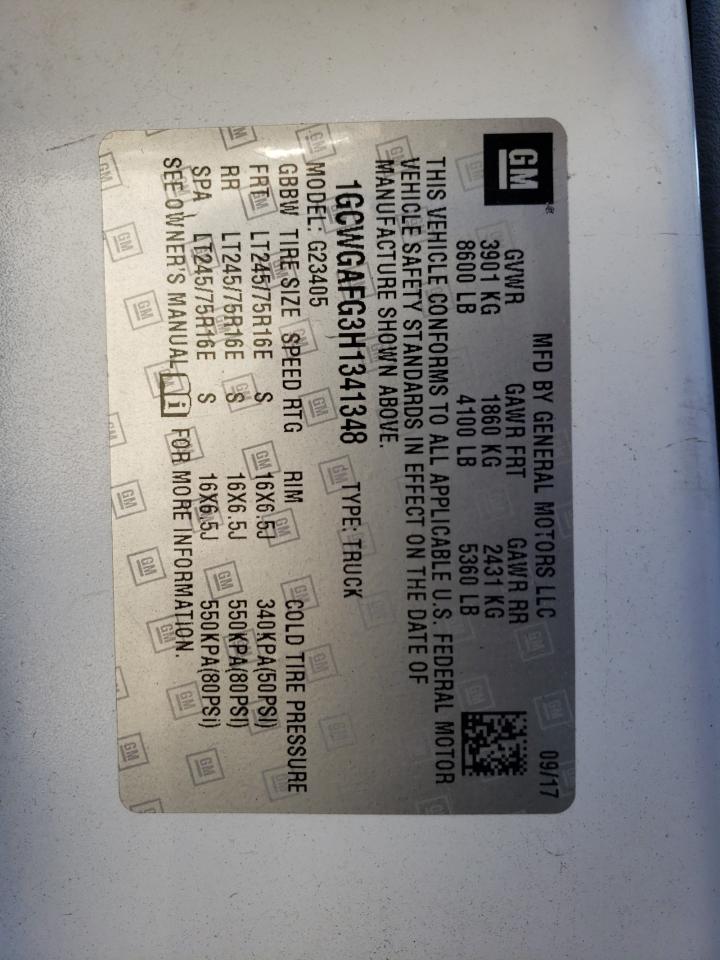 GM
MFD BY GENERAL MOTORS LLC 09/17
GVWR GAWR FRT GAWR RR
3901 KG 1860 KG 2431 KG
8600 LB 4100 LB 5360 LB
THIS VEHICLE CONFORMS TO ALL APPLICABLE U.S. FEDERAL MOTOR
VEHICLE SAFETY STANDARDS IN EFFECT ON THE DATE OF
MANUFACTURE SHOWN ABOVE.
1GCWGAFG3H1341348 TYPE: TRUCK
MODEL: G23405
GBBW TIRE SIZE SPEED RTG RIM COLD TIRE PRESSURE
FRT LT245/75R16E S 16X6.5J 340KPA(50PSI)
RR LT245/75R16E S 16X6.5J 550KPA(80PSI)
SPA LT245/75R16E S 16X6.5J 550KPA(80PSI)
SEE OWNER'S MANUAL i FOR MORE INFORMATION.